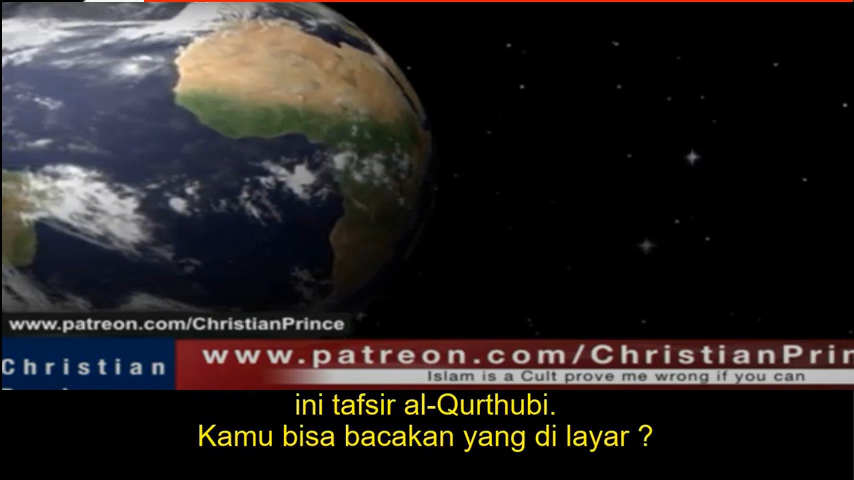 www.patreon.com/ChristianPrince
Christian
www.patreon.com/ChristianPrin
Islam is a Cult prove me wrong if you can
ini tafsir al-Qurthubi.
Kamu bisa bacakan yang di layar ?